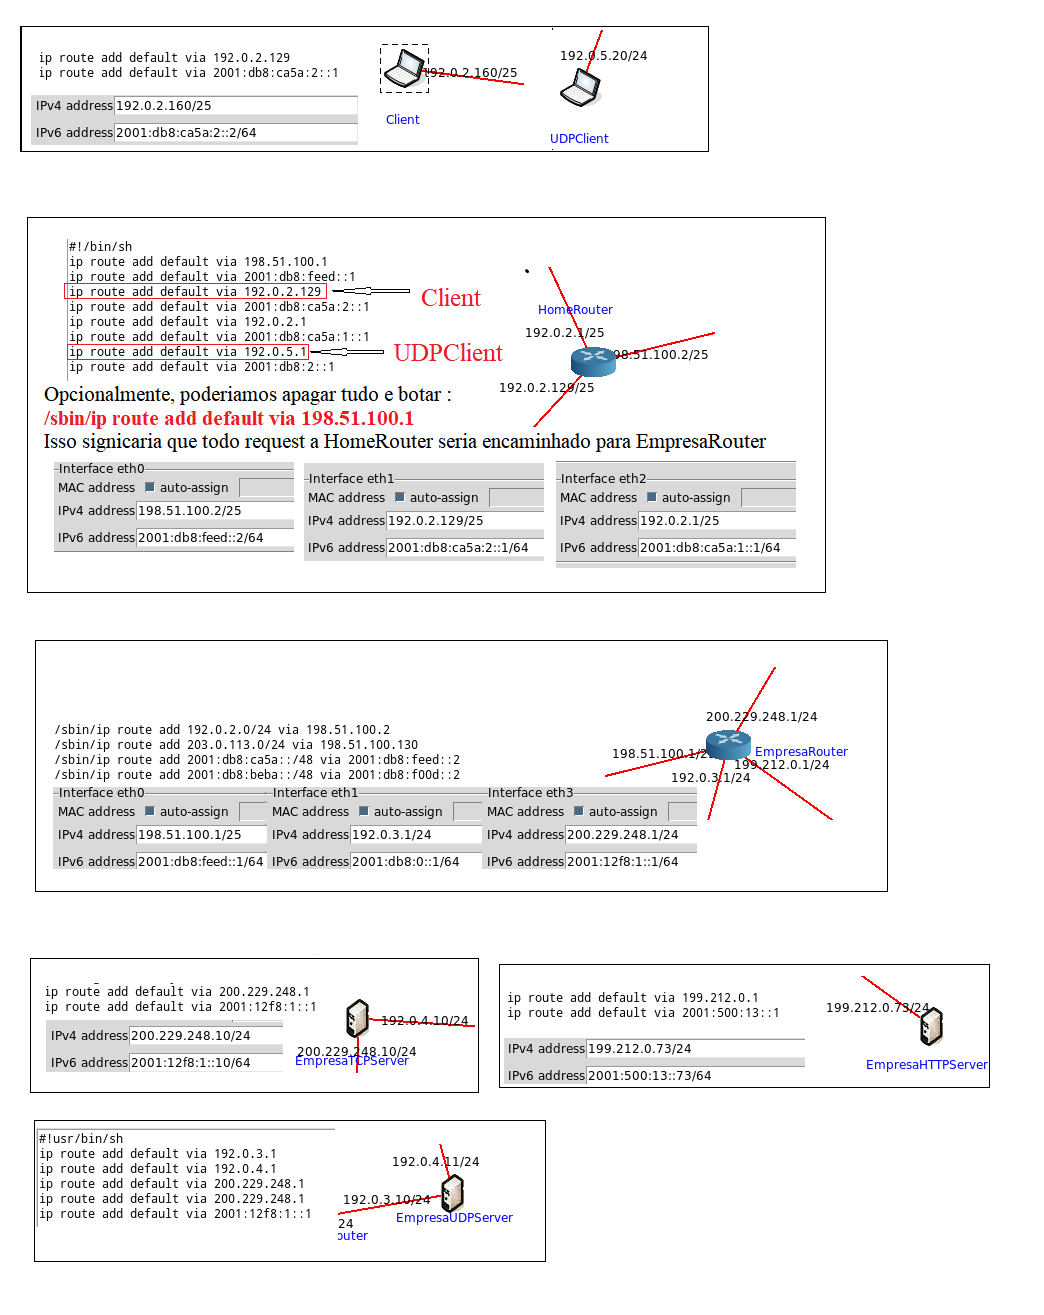 ip route add default via 192.0.2.129
ip route add default via 2001:db8:ca5a:2::1
IPv4 address 192.0.2.160/25
IPv6 address 2001:db8:ca5a:2::2/64
192.0.2.160/25
Client
192.0.5.20/24
UDPClient
#!/bin/sh
ip route add default via 198.51.100.1
ip route add default via 2001:db8:feed::1
ip route add default via 192.0.2.129
ip route add default via 2001:db8:ca5a:2::1
ip route add default via 192.0.2.1
ip route add default via 2001:db8:ca5a:1::1
ip route add default via 192.0.5.1
ip route add default via 2001:db8:2::1
Client
UDPClient
HomeRouter
192.0.2.1/25
98.51.100.2/25
192.0.2.129/25
Opcionalmente, poderiamos apagar tudo e botar :
/sbin/ip route add default via 198.51.100.1
Isso signicaria que todo request a HomeRouter seria encaminhado para EmpresaRouter
Interface eth0
MAC address auto-assign
IPv4 address 198.51.100.2/25
IPv6 address 2001:db8:feed::2/64
Interface eth1
MAC address auto-assign
IPv4 address 192.0.2.129/25
IPv6 address 2001:db8:ca5a:2::1/64
Interface eth2
MAC address auto-assign
IPv4 address 192.0.2.1/25
IPv6 address 2001:db8:ca5a:1::1/64
/sbin/ip route add 192.0.2.0/24 via 198.51.100.2
/sbin/ip route add 203.0.113.0/24 via 198.51.100.130
/sbin/ip route add 2001:db8:ca5a::/48 via 2001:db8:feed::2
/sbin/ip route add 2001:db8:beba::/48 via 2001:db8:f00d::2
200.229.248.1/24
198.51.100.1/25
EmpresaRouter
199.212.0.1/24
192.0.3.1/24
Interface eth0
MAC address auto-assign
IPv4 address 198.51.100.1/25
IPv6 address 2001:db8:feed::1/64
Interface eth1
MAC address auto-assign
IPv4 address 192.0.3.1/24
IPv6 address 2001:db8:0::1/64
Interface eth3
MAC address auto-assign
IPv4 address 200.229.248.1/24
IPv6 address 2001:12f8:1::1/64
ip route add default via 200.229.248.1
ip route add default via 2001:12f8:1::1
IPv4 address 200.229.248.10/24
IPv6 address 2001:12f8:1::10/64
192.0.4.10/24
200.229.248.10/24
EmpresaTCPServer
ip route add default via 199.212.0.1
ip route add default via 2001:500:13::1
IPv4 address 199.212.0.73/24
IPv6 address 2001:500:13::73/64
199.212.0.73/24
EmpresaHTTPServer
#!usr/bin/sh
ip route add default via 192.0.3.1
ip route add default via 192.0.4.1
ip route add default via 200.229.248.1
ip route add default via 200.229.248.1
ip route add default via 2001:12f8:1::1
192.0.4.11/24
192.0.3.10/24
EmpresaUDPServer
24
outer